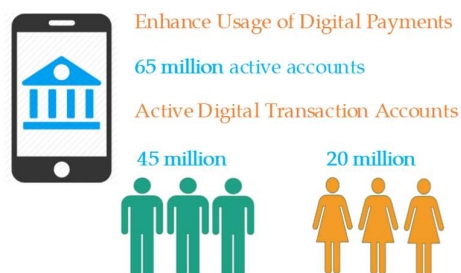 Enhance Usage of Digital Payments
65 million active accounts
Active Digital Transaction Accounts
45 million 20 million